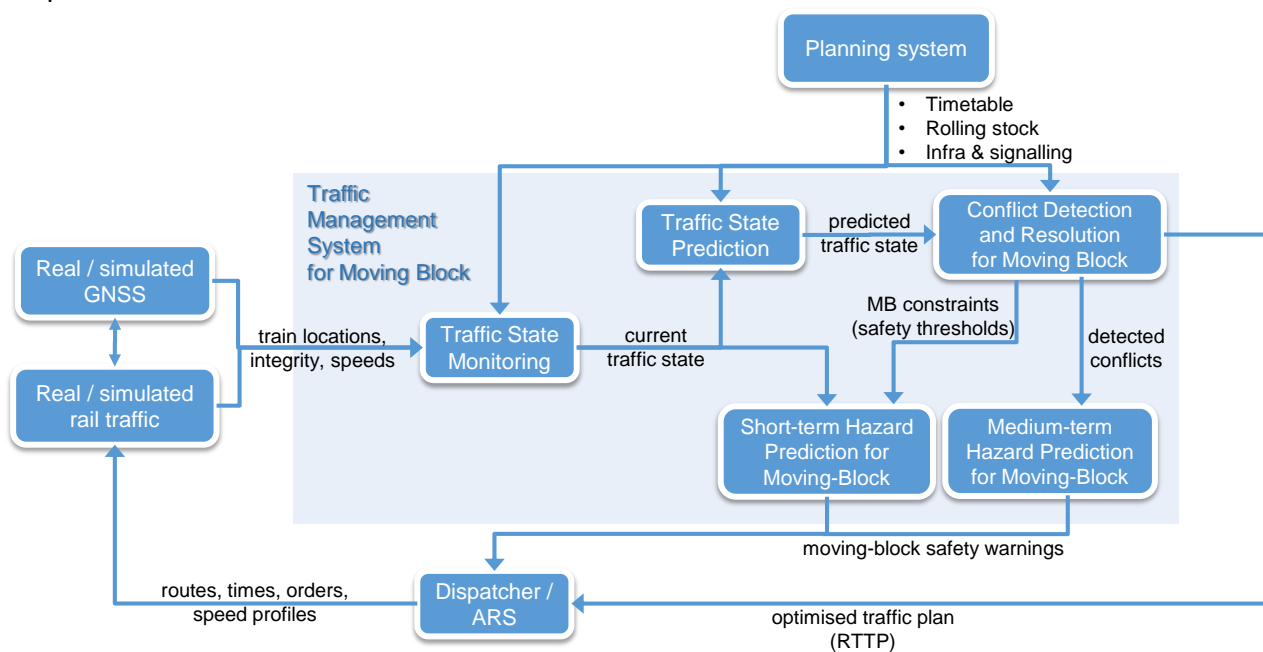 Planning system
• Timetable
• Rolling stock
• Infra & signalling
Traffic
Management
System
for Moving Block
Traffic State
Prediction
predicted
traffic state
Conflict Detection
and Resolution
for Moving Block
Real / simulated
GNSS
train locations,
integrity, speeds
Traffic State
Monitoring
current
traffic state
MB constraints
(safety thresholds)
detected
conflicts
Real / simulated
rail traffic
Short-term Hazard
Prediction for
Moving-Block
Medium-term
Hazard Prediction
for Moving-Block
moving-block safety warnings
routes, times, orders,
speed profiles
Dispatcher /
ARS
optimised traffic plan
(RTTP)